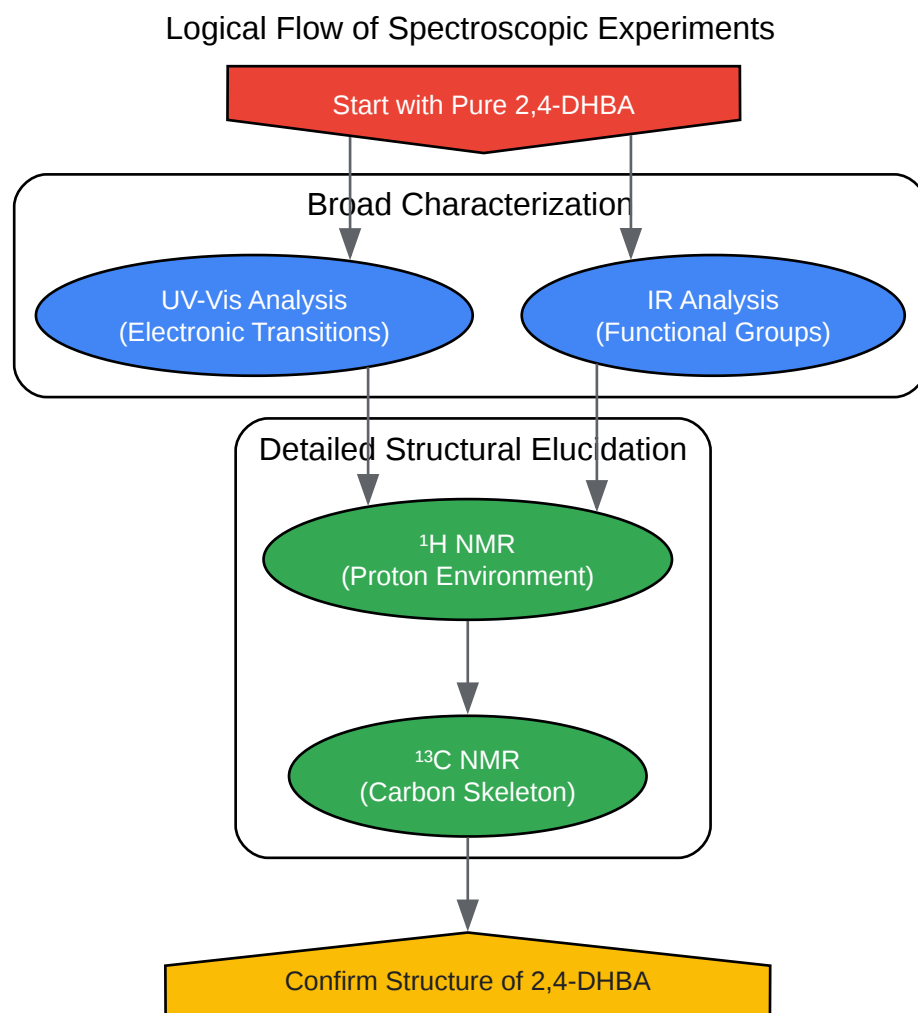 Logical Flow of Spectroscopic Experiments
Start with Pure 2,4-DHBA
Broad Characterization
UV-Vis Analysis
(Electronic Transitions)
IR Analysis
(Functional Groups)
Detailed Structural Elucidation
¹H NMR
(Proton Environment)
¹³C NMR
(Carbon Skeleton)
Confirm Structure of 2,4-DHBA